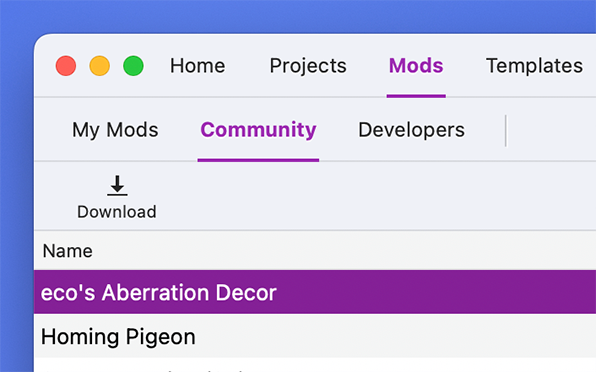 Home Projects Mods Templates
My Mods Community Developers
Download
Name
eco's Aberration Decor
Homing Pigeon